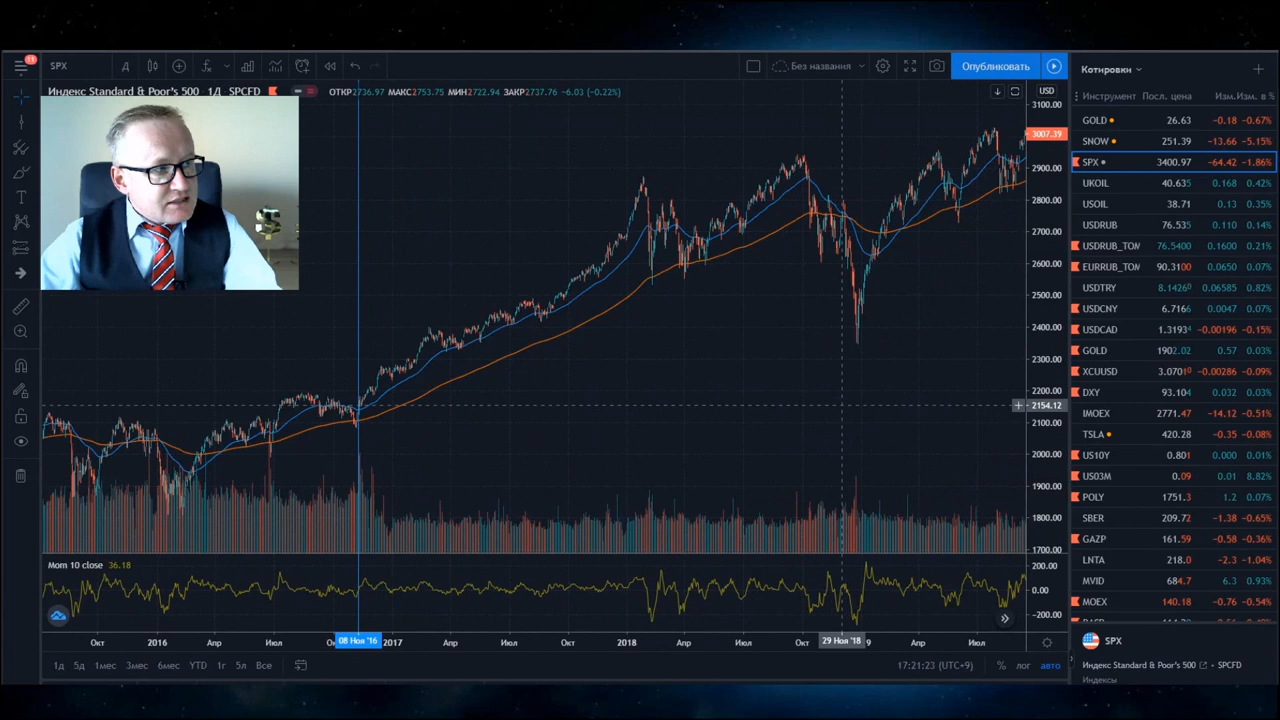 11
SPX
Д
Без названия
Опубликовать
Котировки
Индекс Standard & Poor's 500 · 1Д · SPCFD
ОТКР2736.97 МАКС2753.75 МИН2722.94 ЗАКР2737.76 -6.03 (-0.22%)
USD
Инструмент Посл. цена Изм. Изм. в %
3100.00
3007.39
2900.00
2800.00
2700.00
2600.00
2500.00
2400.00
2300.00
2200.00
2154.12
2100.00
2000.00
1900.00
1800.00
1700.00
GOLD 26.63 -0.18 -0.67%
SNOW 251.39 -13.66 -5.15%
SPX 3400.97 -64.42 -1.86%
UKOIL 40.635 0.168 0.42%
USOIL 38.71 0.13 0.35%
USDRUB 76.535 0.110 0.14%
USDRUB_TOM 76.5400 0.1600 0.21%
EURRUB_TOM 90.3100 0.0650 0.07%
USDTRY 8.14260 0.06585 0.82%
USDCNY 6.7166 0.0047 0.07%
USDCAD 1.31934 -0.00196 -0.15%
GOLD 1902.02 0.57 0.03%
XCUUSD 3.07010 -0.00286 -0.09%
DXY 93.104 0.032 0.03%
IMOEX 2771.47 -14.12 -0.51%
TSLA 420.28 -0.35 -0.08%
US10Y 0.801 0.000 0.01%
US03M 0.09 0.01 8.82%
POLY 1751.3 1.2 0.07%
SBER 209.72 -1.38 -0.65%
GAZP 161.59 -0.58 -0.36%
LNTA 218.0 -2.3 -1.04%
MVID 684.7 6.3 0.93%
MOEX 140.18 -0.76 -0.54%
Mom 10 close 36.18
200.00
0.00
-200.00
Окт 2016 Апр Июл 08 Ноя '16 2017 Апр Июл Окт 2018 Апр Июл Окт 29 Ноя '18 9 Апр Июл
1д 5д 1мес 3мес 6мес YTD 1г 5л Все
17:21:23 (UTC+9) % лог авто
SPX
Индекс Standard & Poor's 500 · SPCFD
Индексы